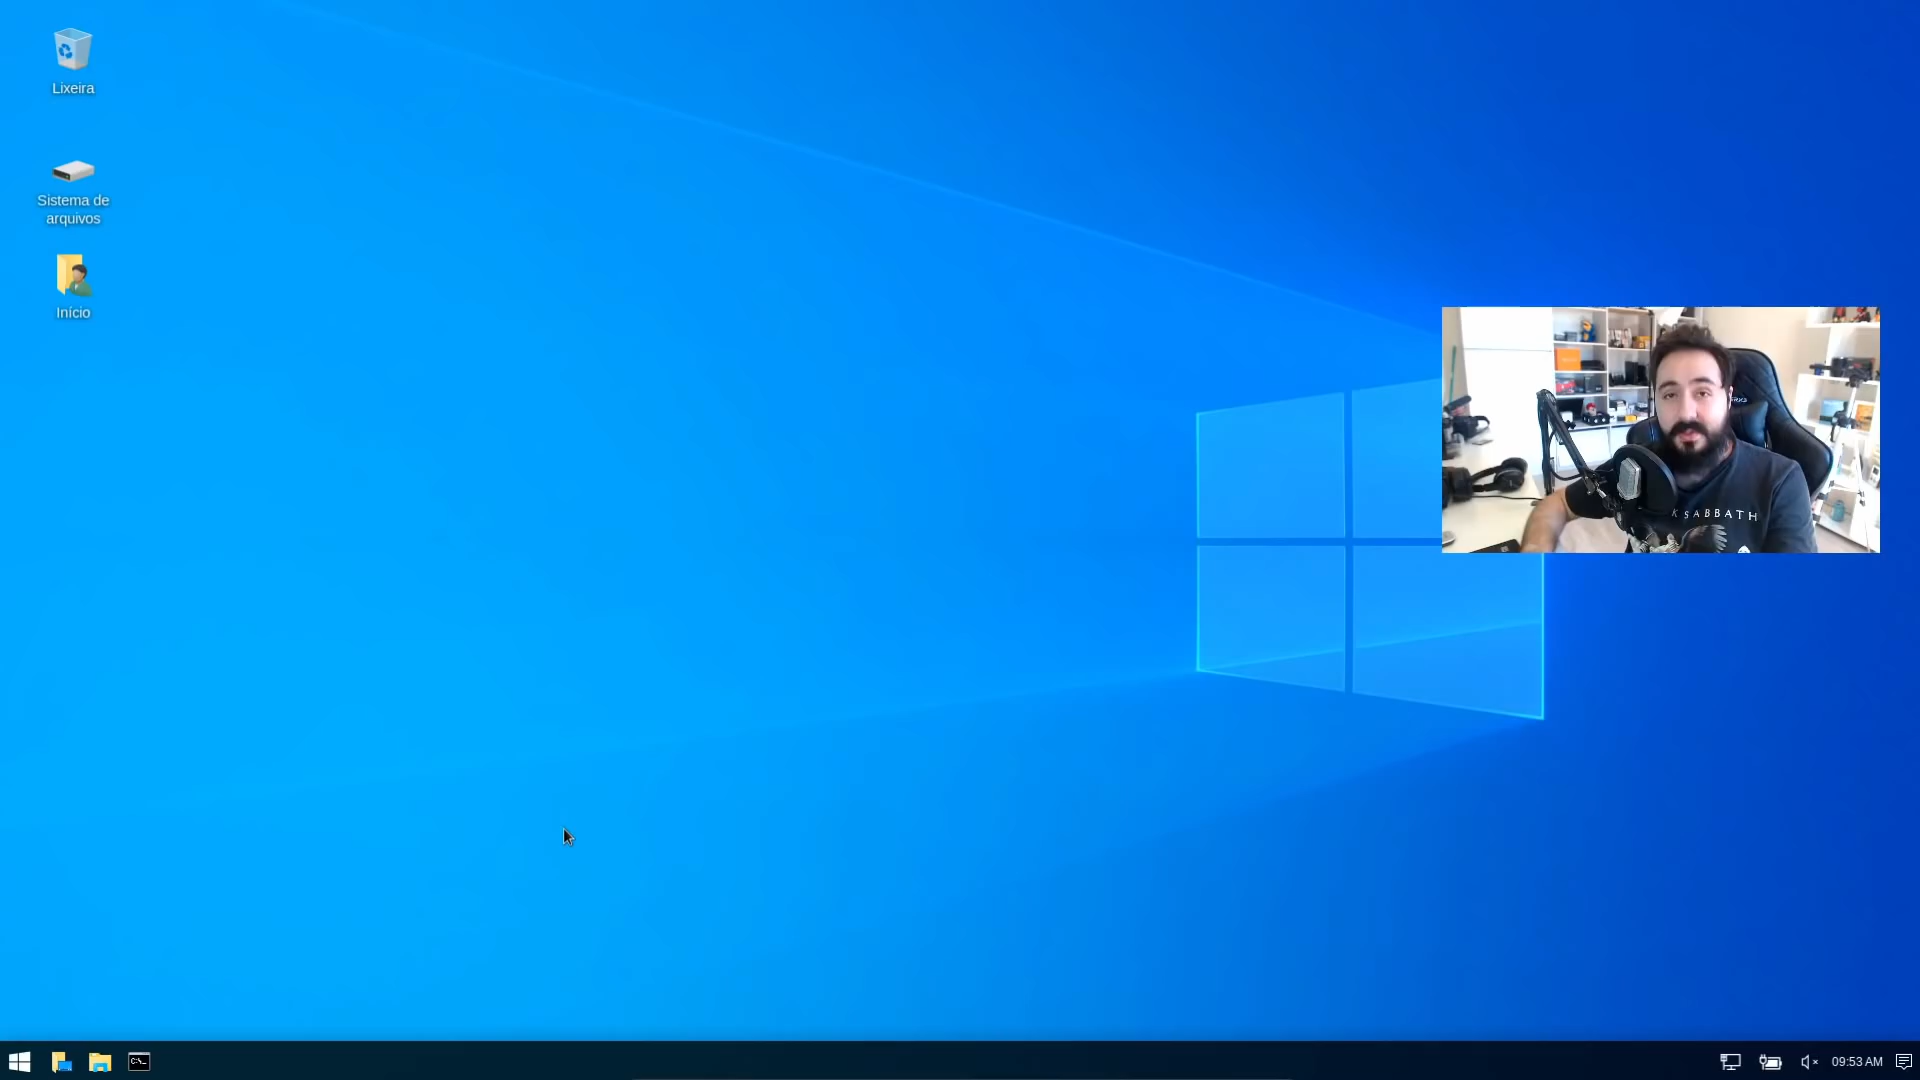 Lixeira
Sistema de
arquivos
Início
K SABBATH
C:\_
09:53 AM